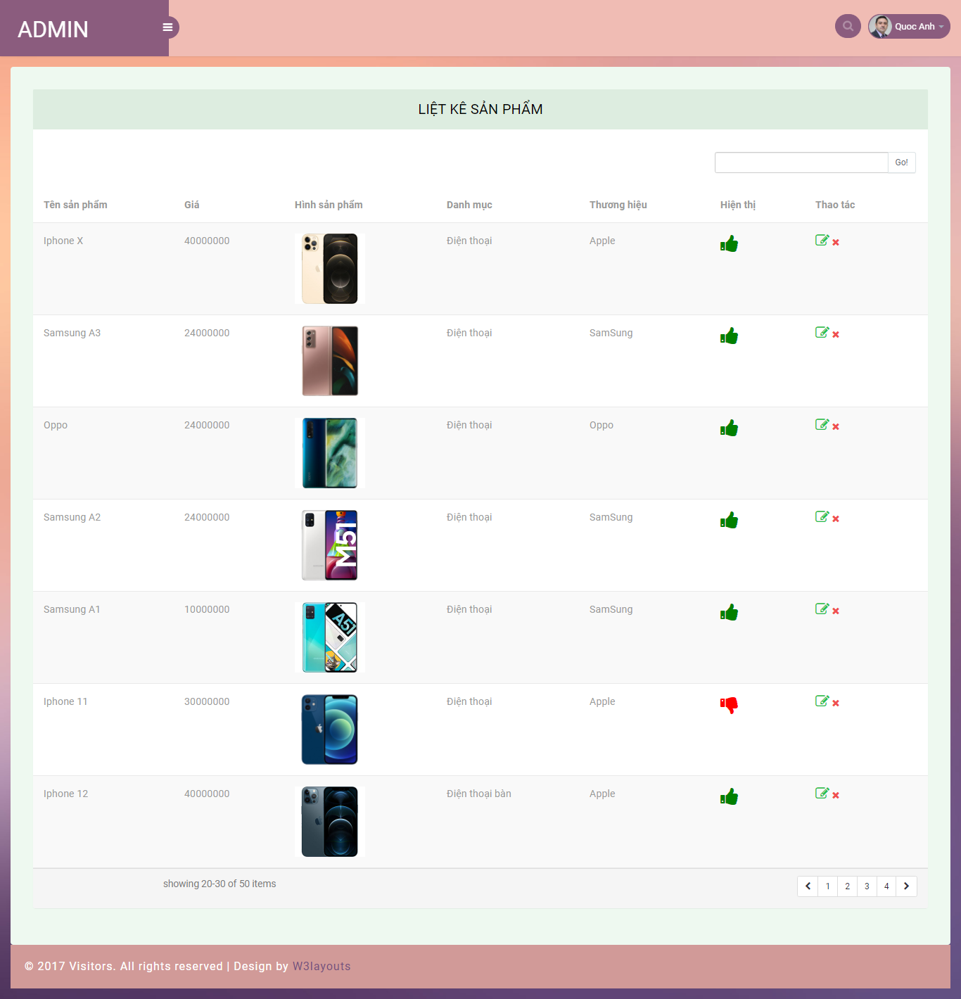 ADMIN
Quoc Anh
LIỆT KÊ SẢN PHẨM
Go!
Tên sản phẩm Giá Hình sản phẩm Danh mục Thương hiệu Hiện thị Thao tác
Iphone X 40000000 Điện thoại Apple
Samsung A3 24000000 Điện thoại SamSung
Oppo 24000000 Điện thoại Oppo
Samsung A2 24000000 M51 Điện thoại SamSung
Samsung A1 10000000 A51 Điện thoại SamSung
Iphone 11 30000000 Điện thoại Apple
Iphone 12 40000000 Điện thoại bàn Apple
showing 20-30 of 50 items 1 2 3 4
© 2017 Visitors. All rights reserved | Design by W3layouts